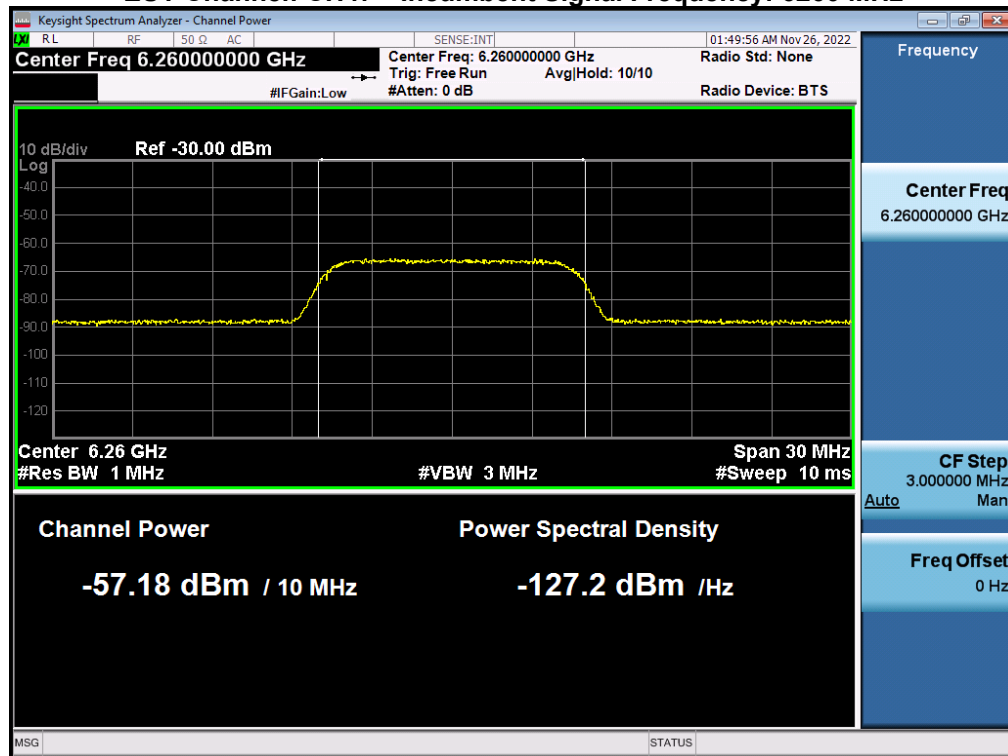 Keysight Spectrum Analyzer - Channel Power
LXI RL RF 50 Ω AC SENSE:INT 01:49:56 AM Nov 26, 2022
Center Freq 6.260000000 GHz
Center Freq: 6.260000000 GHz Radio Std: None
Trig: Free Run Avg|Hold: 10/10
#IFGain:Low #Atten: 0 dB Radio Device: BTS
10 dB/div Ref -30.00 dBm
Log
-40.0
-50.0
-60.0
-70.0
-80.0
-90.0
-100
-110
-120
Center 6.26 GHz Span 30 MHz
#Res BW 1 MHz #VBW 3 MHz #Sweep 10 ms
Channel Power Power Spectral Density
-57.18 dBm / 10 MHz -127.2 dBm /Hz
MSG STATUS
Frequency
Center Freq
6.260000000 GHz
CF Step
3.000000 MHz
Auto Man
Freq Offset
0 Hz